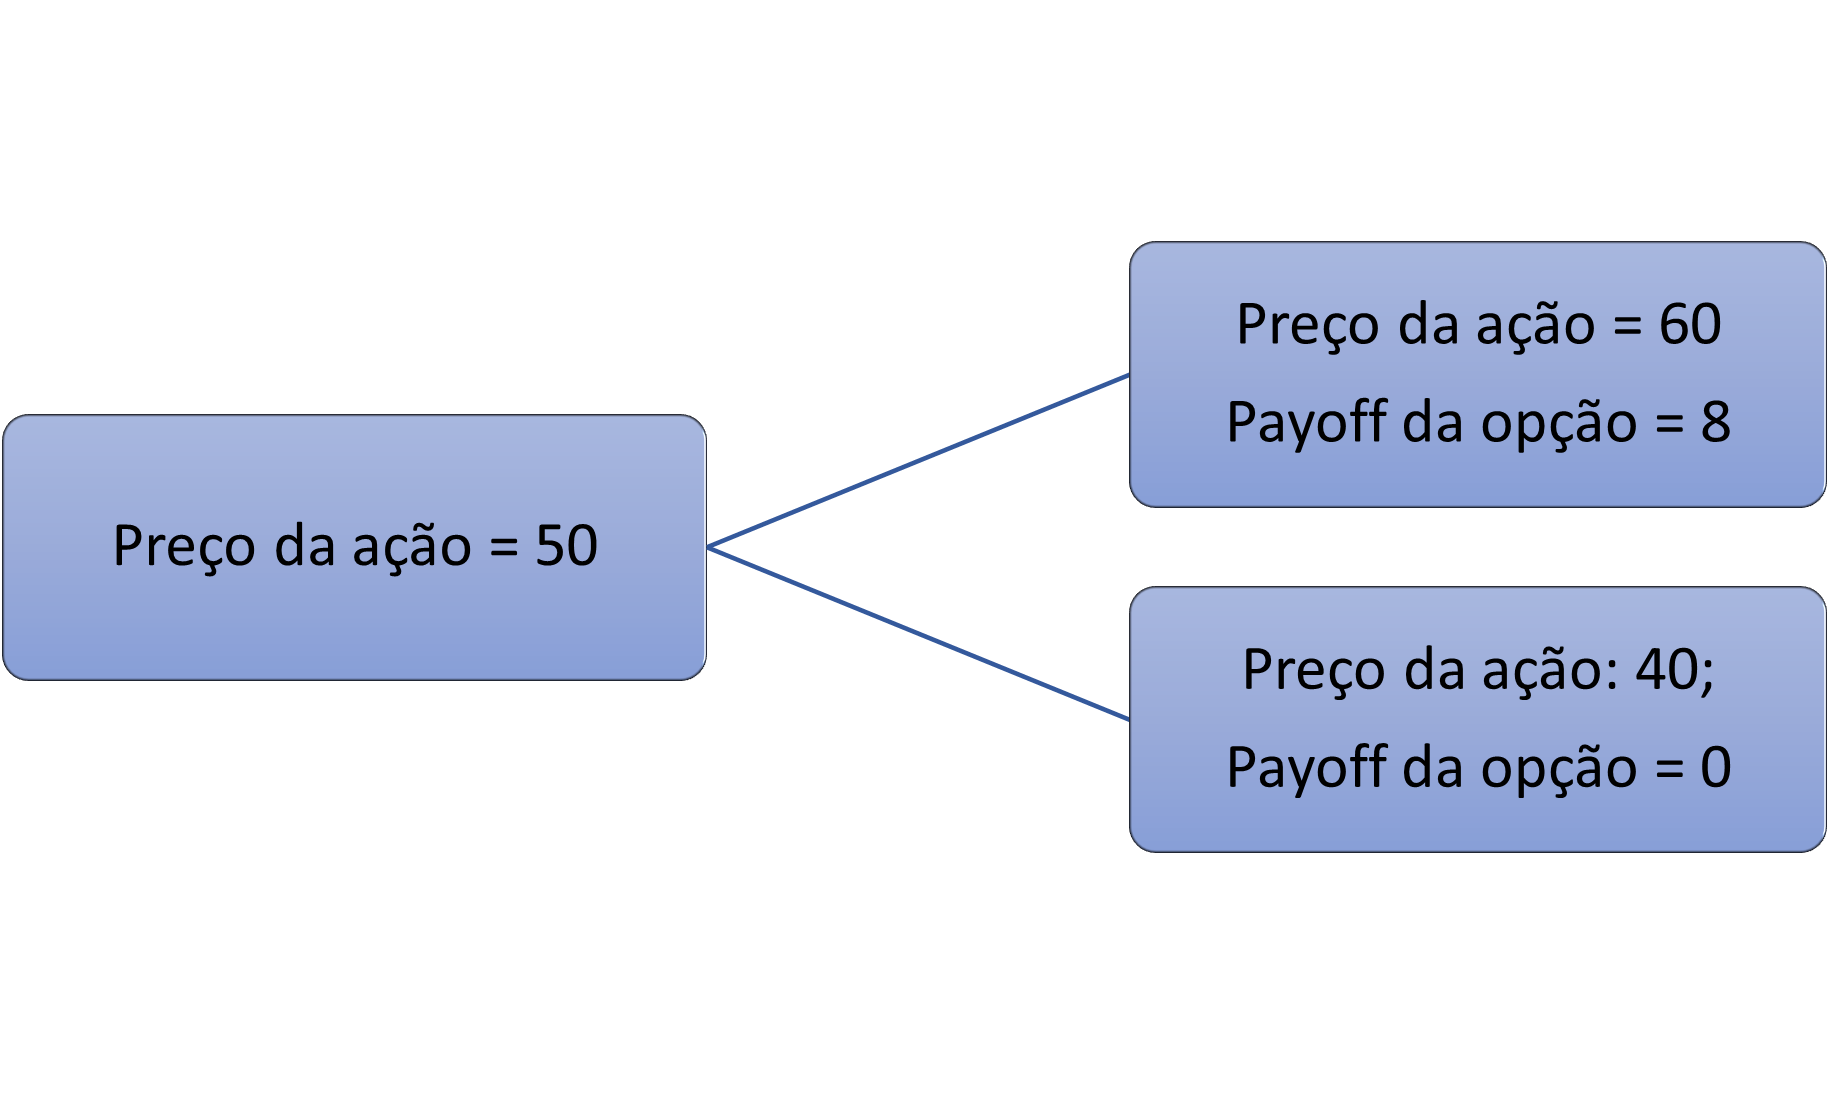 Preço da ação = 50
Preço da ação = 60
Payoff da opção = 8
Preço da ação: 40;
Payoff da opção = 0